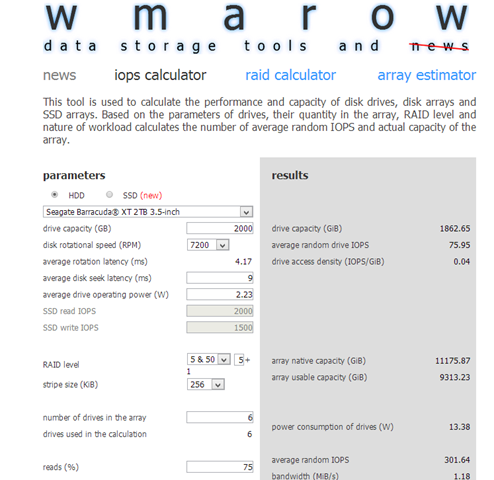 wmarow
data storage tools and news
news iops calculator raid calculator array estimator
This tool is used to calculate the performance and capacity of disk drives, disk arrays and
SSD arrays. Based on the parameters of drives, their quantity in the array, RAID level and
nature of workload calculates the number of average random IOPS and actual capacity of the
array.
parameters results
HDD SSD (new)
Seagate Barracuda® XT 2TB 3.5-inch
drive capacity (GB) 2000 drive capacity (GiB) 1862.65
disk rotational speed (RPM) 7200 average random drive IOPS 75.95
average rotation latency (ms) 4.17 drive access density (IOPS/GiB) 0.04
average disk seek latency (ms) 9
average drive operating power (W) 2.23
SSD read IOPS 2000
SSD write IOPS 1500
RAID level 5 & 50 5 + 1 array native capacity (GiB) 11175.87
stripe size (KiB) 256 array usable capacity (GiB) 9313.23
number of drives in the array 6 power consumption of drives (W) 13.38
drives used in the calculation 6
average random IOPS 301.64
reads (%) 75 bandwidth (MiB/s) 1.18